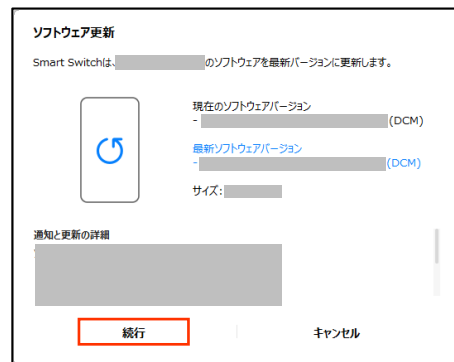 ソフトウェア更新
Smart Switchは、のソフトウェアを最新バージョンに更新します。
現在のソフトウェアバージョン
- (DCM)
最新ソフトウェアバージョン
- (DCM)
サイズ:
通知と更新の詳細
続行
キャンセル